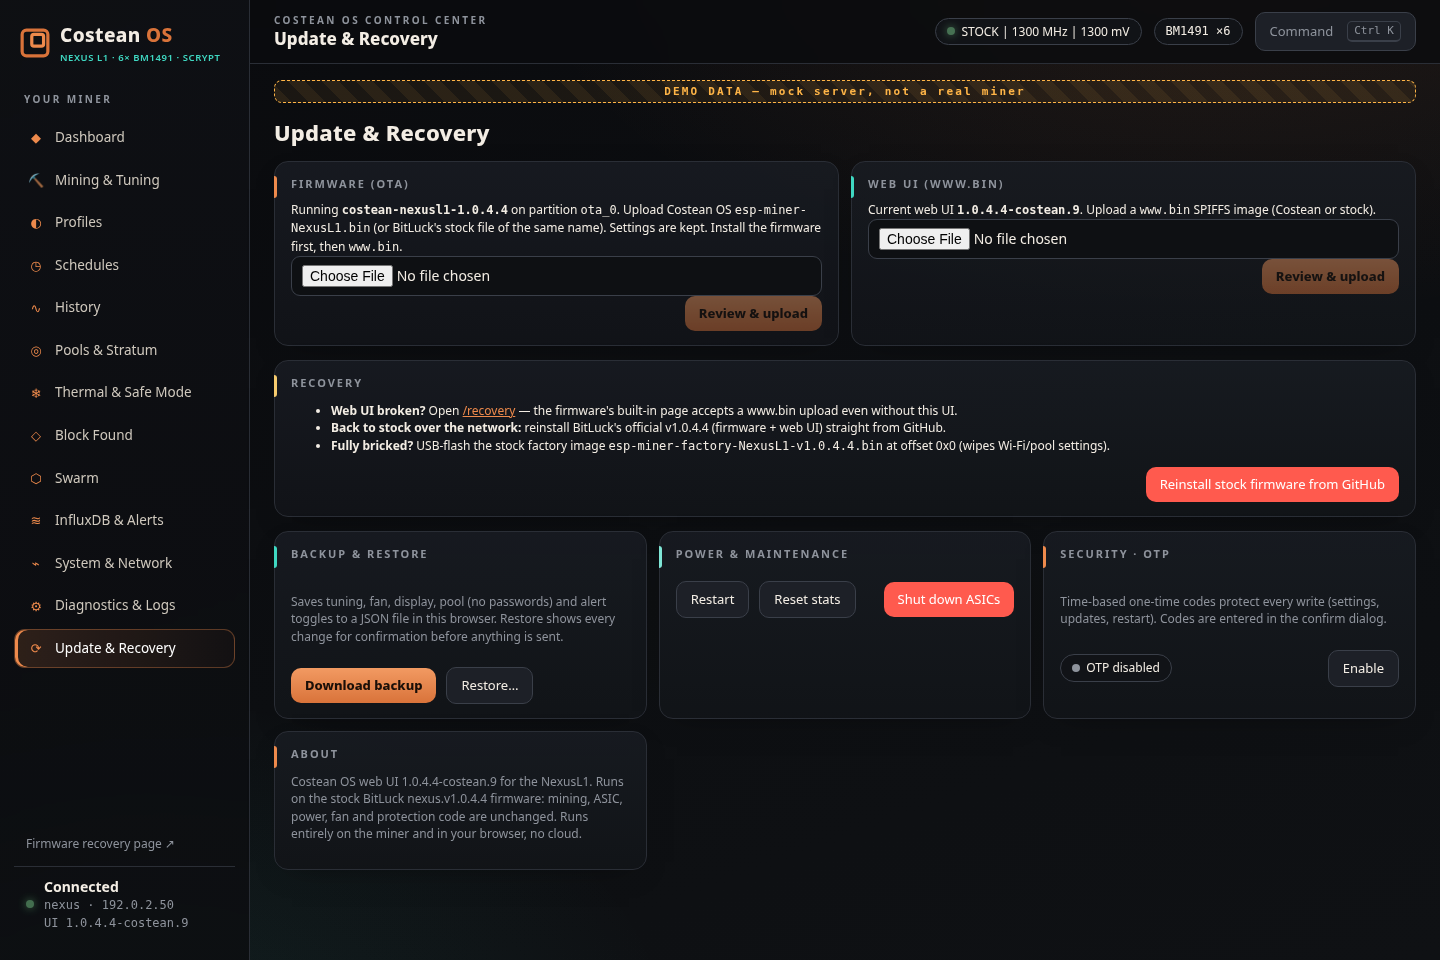 Costean OS
NEXUS L1 · 6× BM1491 · SCRYPT
YOUR MINER
Dashboard
Mining & Tuning
Profiles
Schedules
History
Pools & Stratum
Thermal & Safe Mode
Block Found
Swarm
InfluxDB & Alerts
System & Network
Diagnostics & Logs
Update & Recovery
Firmware recovery page ↗
Connected
nexus · 192.0.2.50
UI 1.0.4.4-costean.9
COSTEAN OS CONTROL CENTER
Update & Recovery
STOCK | 1300 MHz | 1300 mV
BM1491 ×6
Command Ctrl K
DEMO DATA — mock server, not a real miner
Update & Recovery
FIRMWARE (OTA)
Running costean-nexusl1-1.0.4.4 on partition ota_0. Upload Costean OS esp-miner-
NexusL1.bin (or BitLuck's stock file of the same name). Settings are kept. Install the firmware
first, then www.bin.
Choose File No file chosen
Review & upload
WEB UI (WWW.BIN)
Current web UI 1.0.4.4-costean.9. Upload a www.bin SPIFFS image (Costean or stock).
Choose File No file chosen
Review & upload
RECOVERY
• Web UI broken? Open /recovery — the firmware's built-in page accepts a www.bin upload even without this UI.
• Back to stock over the network: reinstall BitLuck's official v1.0.4.4 (firmware + web UI) straight from GitHub.
• Fully bricked? USB-flash the stock factory image esp-miner-factory-NexusL1-v1.0.4.4.bin at offset 0x0 (wipes Wi-Fi/pool settings).
Reinstall stock firmware from GitHub
BACKUP & RESTORE
Saves tuning, fan, display, pool (no passwords) and alert
toggles to a JSON file in this browser. Restore shows every
change for confirmation before anything is sent.
Download backup Restore...
POWER & MAINTENANCE
Restart Reset stats Shut down ASICs
SECURITY · OTP
Time-based one-time codes protect every write (settings,
updates, restart). Codes are entered in the confirm dialog.
OTP disabled Enable
ABOUT
Costean OS web UI 1.0.4.4-costean.9 for the NexusL1. Runs
on the stock BitLuck nexus.v1.0.4.4 firmware: mining, ASIC,
power, fan and protection code are unchanged. Runs
entirely on the miner and in your browser, no cloud.